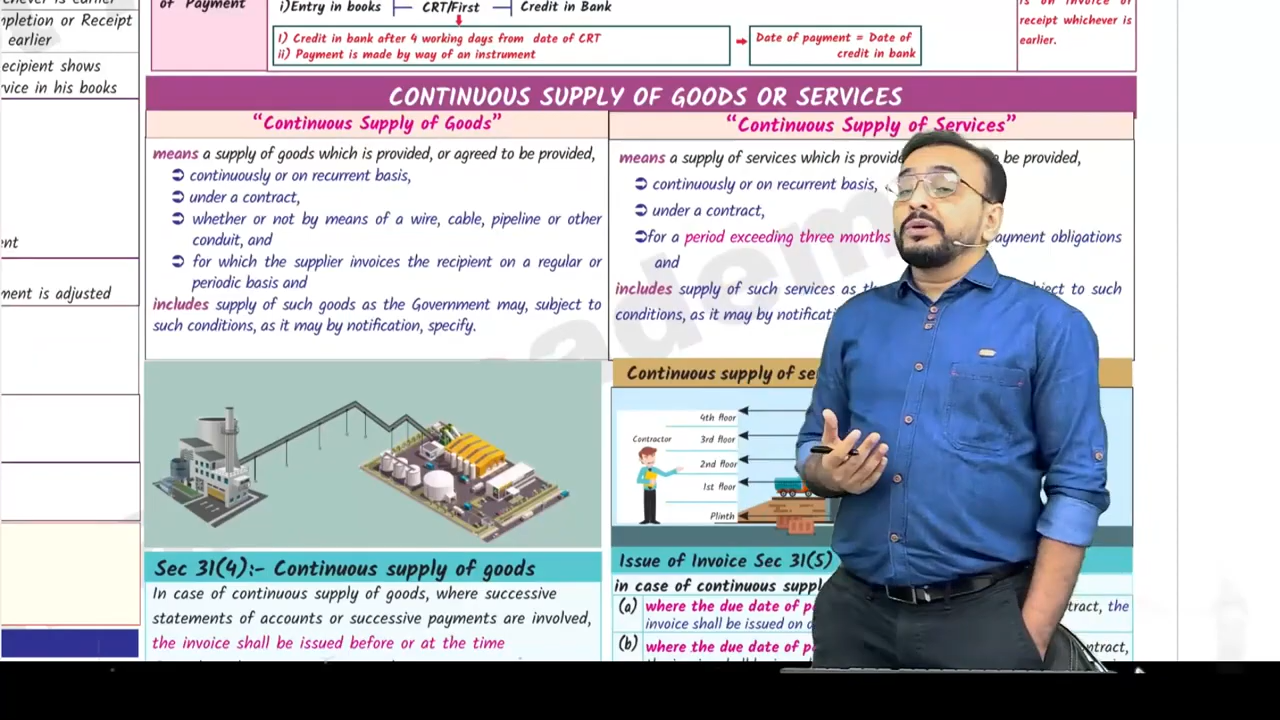 chever is earlier
mpletion or Receipt
earlier
ecipient shows
vice in his books
ent
ment is adjusted
of Payment
i)Entry in books
CRT/First
Credit in Bank
i) Credit in bank after 4 working days from date of CRT
ii) Payment is made by way of an instrument
Date of payment = Date of
credit in bank
is on invoice or
receipt whichever is
earlier.
CONTINUOUS SUPPLY OF GOODS OR SERVICES
"Continuous Supply of Goods"
means a supply of goods which is provided, or agreed to be provided,
➲ continuously or on recurrent basis,
➲ under a contract,
➲ whether or not by means of a wire, cable, pipeline or other
conduit, and
➲ for which the supplier invoices the recipient on a regular or
periodic basis and
includes supply of such goods as the Government may, subject to
such conditions, as it may by notification, specify.
Sec 31(4):- Continuous supply of goods
In case of continuous supply of goods, where successive
statements of accounts or successive payments are involved,
the invoice shall be issued before or at the time
"Continuous Supply of Services"
means a supply of services which is provide be provided,
➲ continuously or on recurrent basis,
➲ under a contract,
➲for a period exceeding three months ayment obligations
and
includes supply of such services as th bject to such
conditions, as it may by notificati
Continuous supply of se
4th floor
Contractor
3rd floor
2nd floor
1st floor
Plinth
Issue of Invoice Sec 31(5)
in case of continuous suppl
(a) where the due date of p tract, the
invoice shall be issued on o
(b) where the due date of p ntract,